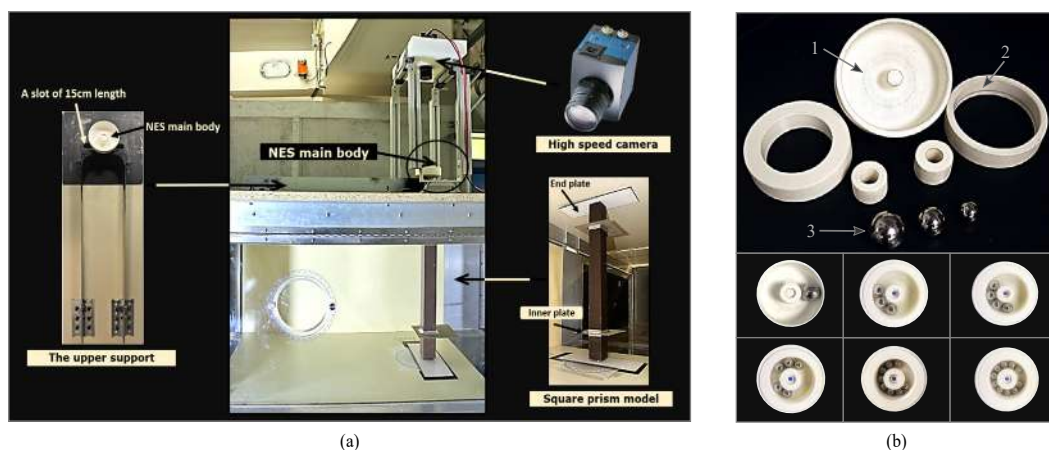 A slot of 15cm length
NES main body
The upper support
NES main body
High speed camera
End plate
Inner plate
Square prism model
(a)
1
2
3
(b)